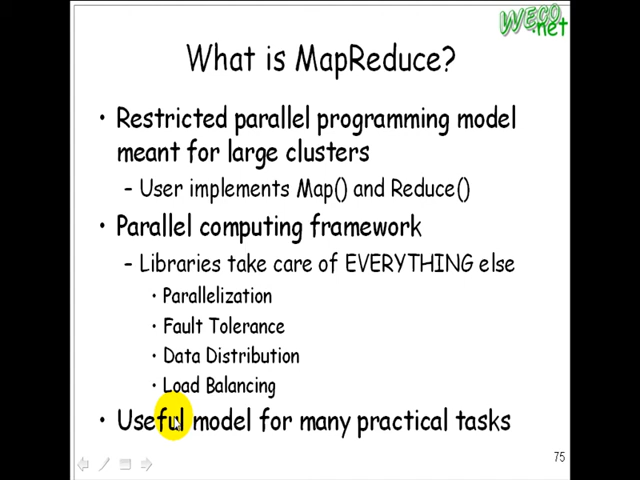 WECO
.net
What is MapReduce?
• Restricted parallel programming model
meant for large clusters
– User implements Map() and Reduce()
• Parallel computing framework
– Libraries take care of EVERYTHING else
• Parallelization
• Fault Tolerance
• Data Distribution
• Load Balancing
• Useful model for many practical tasks
75